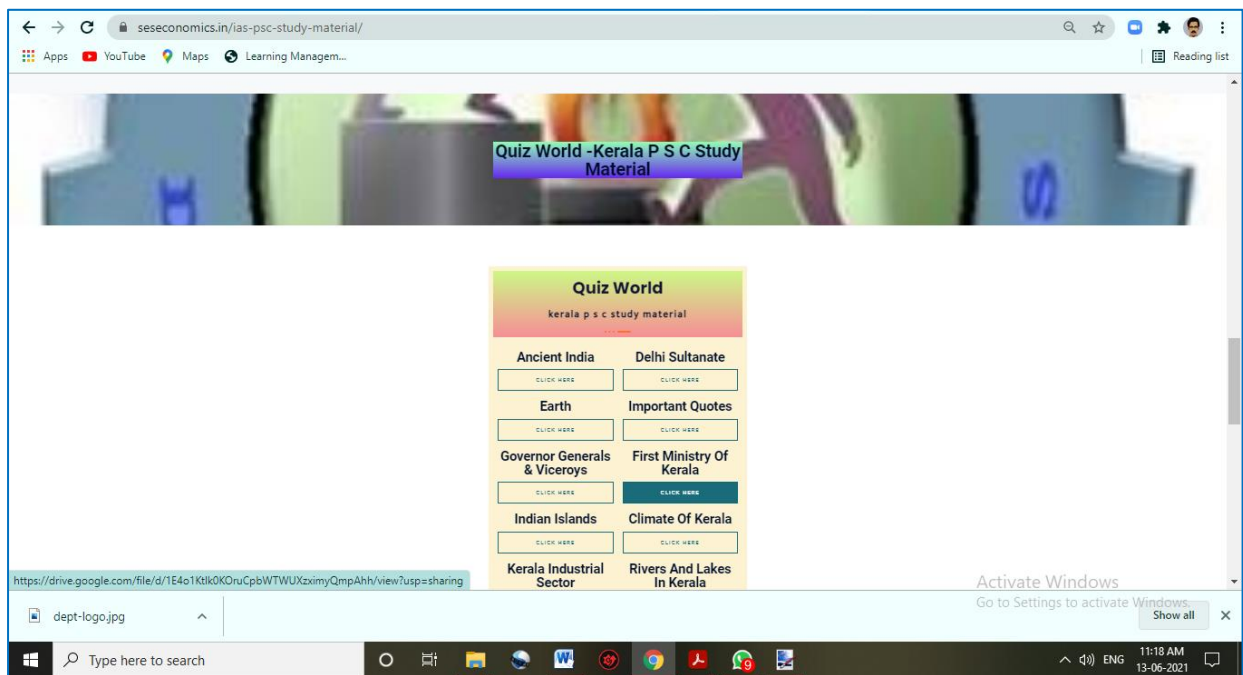 seseconomics.in/ias-psc-study-material/
Apps YouTube Maps Learning Managem... Reading list
Quiz World -Kerala P S C Study
Material
S
Quiz World
kerala p s c study material
Ancient India Delhi Sultanate
CLICK HERE CLICK HERE
Earth Important Quotes
CLICK HERE CLICK HERE
Governor Generals First Ministry Of
& Viceroys Kerala
CLICK HERE CLICK HERE
Indian Islands Climate Of Kerala
CLICK HERE CLICK HERE
Kerala Industrial Rivers And Lakes
Sector In Kerala
https://drive.google.com/file/d/1E4o1Ktlk0KOruCpbWTWUXzximyQmpAhh/view?usp=sharing
Activate Windows
Go to Settings to activate Windows.
dept-logo.jpg Show all
Type here to search W 9 ENG 11:18 AM
13-06-2021